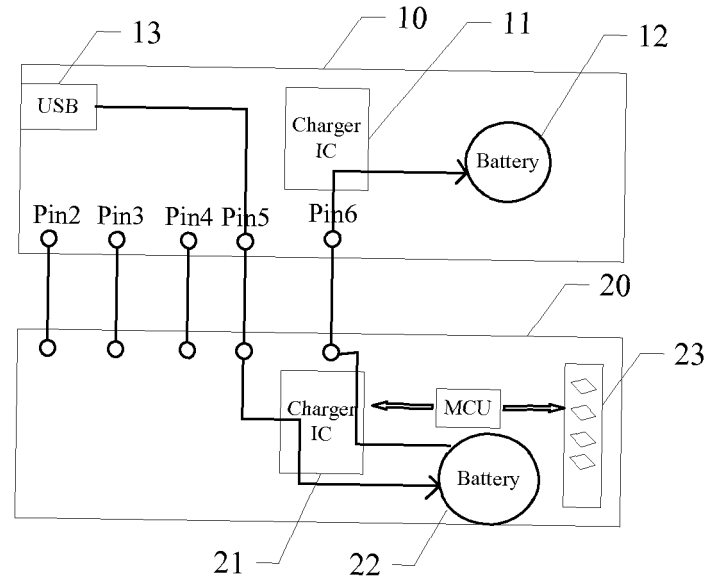 13
10
11
12
USB
Charger
IC
Battery
Pin2 Pin3 Pin4 Pin5 Pin6
20
23
Charger
IC
MCU
Battery
21
22